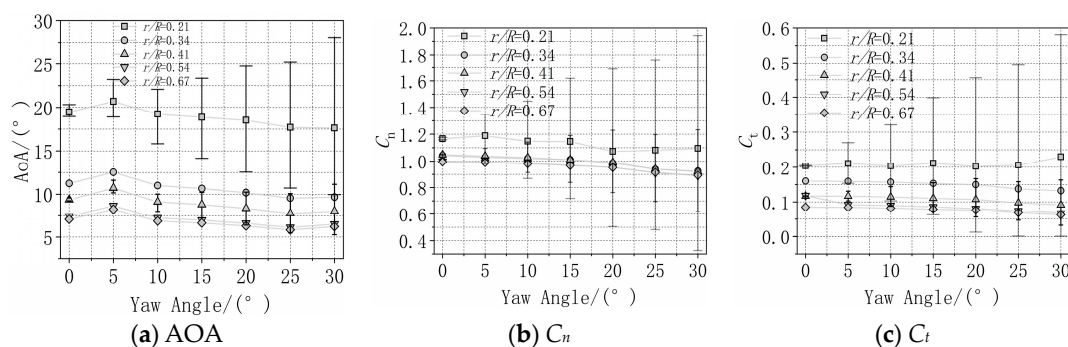 30
25
20
15
10
5
AoA/(°)
r/R=0.21
r/R=0.34
r/R=0.41
r/R=0.54
r/R=0.67
0 5 10 15 20 25 30
Yaw Angle/(°)
(a) AOA
2.0
1.8
1.6
1.4
1.2
1.0
0.8
0.6
0.4
Cn
r/R=0.21
r/R=0.34
r/R=0.41
r/R=0.54
r/R=0.67
0 5 10 15 20 25 30
Yaw Angle/(°)
(b) Cn
0.6
0.5
0.4
0.3
0.2
0.1
0.0
Ct
r/R=0.21
r/R=0.34
r/R=0.41
r/R=0.54
r/R=0.67
0 5 10 15 20 25 30
Yaw Angle/(°)
(c) Ct